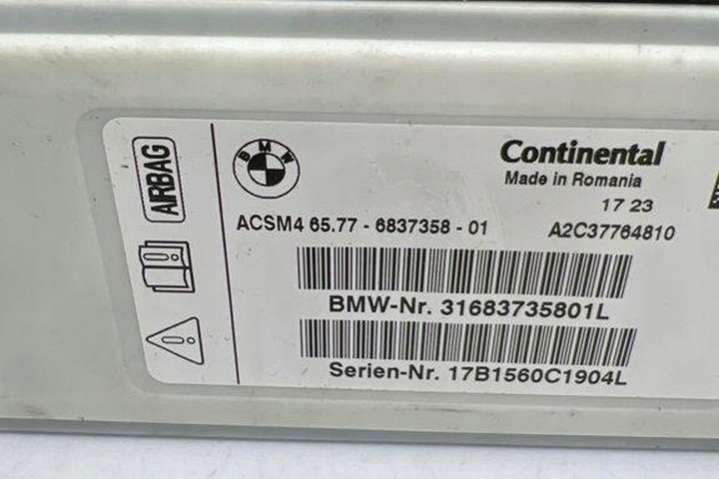 AIRBAG
BMW
Continental
Made in Romania
17 23
ACSM4 65.77 - 6837358 - 01
A2C37764810
BMW-Nr. 31683735801L
Serien-Nr. 17B1560C1904L